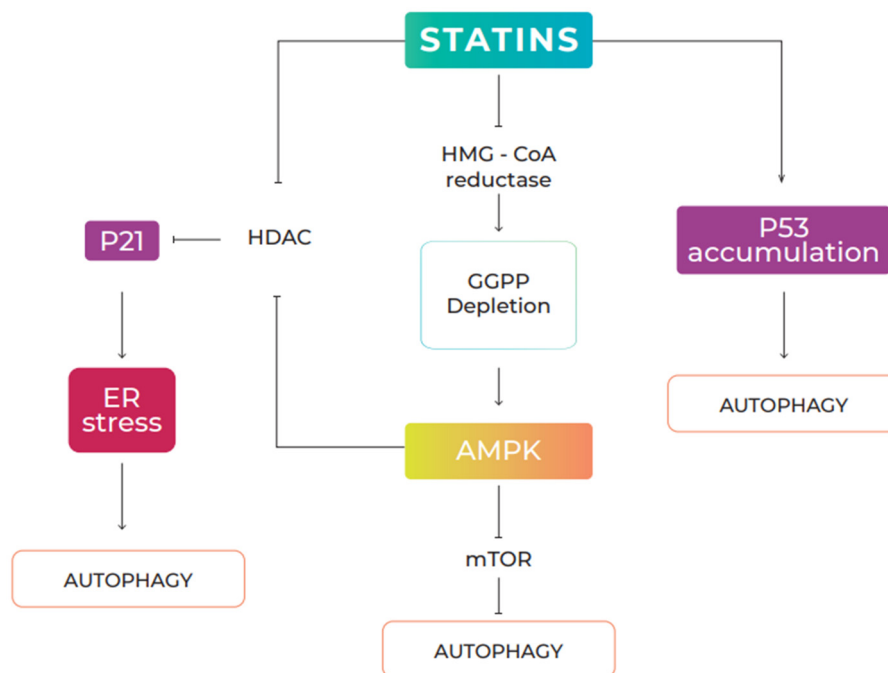 STATINS
HMG - CoA
reductase
P21
HDAC
P53
accumulation
GGPP
Depletion
ER
stress
AUTOPHAGY
AMPK
mTOR
AUTOPHAGY
AUTOPHAGY